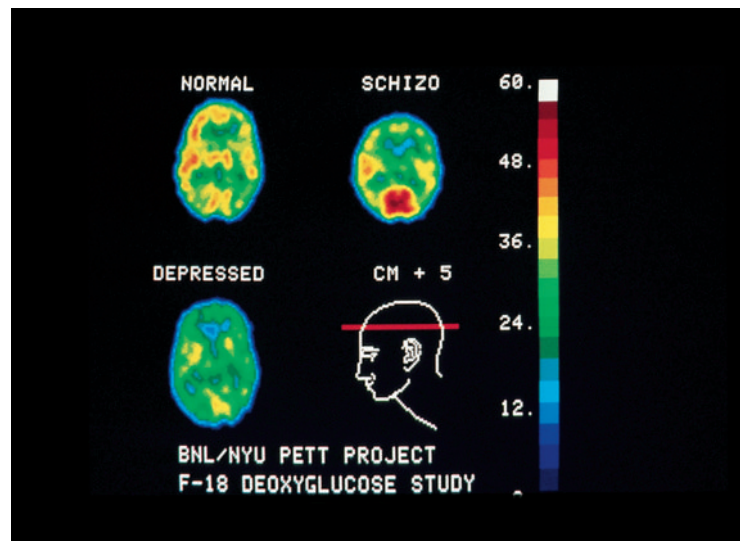 NORMAL
SCHIZO
60.
48.
36.
DEPRESSED
CM + 5
24.
12.
BNL/NYU PETT PROJECT
F-18 DEOXYGLUCOSE STUDY